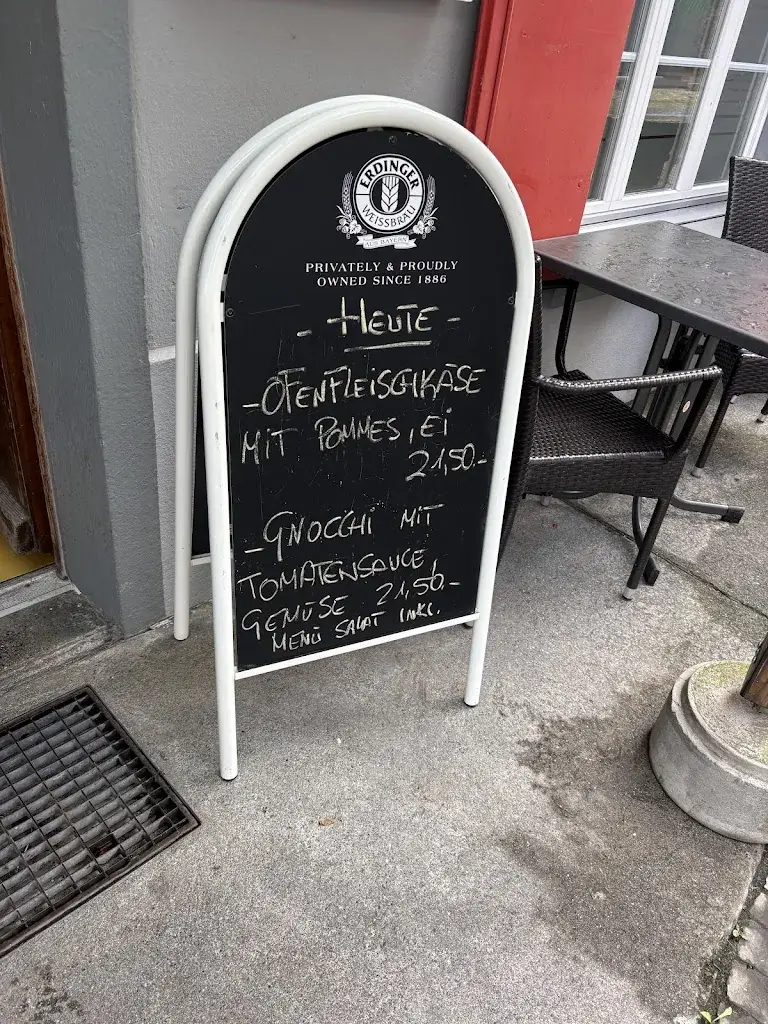 ERDINGER
WEISSBRÄU
AUS BAYERN
PRIVATELY & PROUDLY
OWNED SINCE 1886
- HEUTE -
- OFENFLEISCHKÄSE
MIT POMMES, EI
21,50.-
- GNOCCHI MIT
TOMATENSAUCE,
GEMÜSE 21,50.-
MENÜ SALAT INKL.